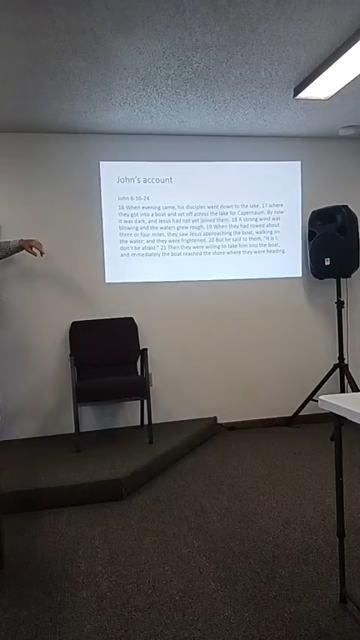 John's account
John 6:16-24
16 When evening came, his disciples went down to the lake, 17 where
they got into a boat and set off across the lake for Capernaum. By now
it was dark, and Jesus had not yet joined them. 18 A strong wind was
blowing and the waters grew rough. 19 When they had rowed about
three or four miles, they saw Jesus approaching the boat, walking on
the water; and they were frightened. 20 But he said to them, "It is I;
don't be afraid." 21 Then they were willing to take him into the boat,
and immediately the boat reached the shore where they were heading.